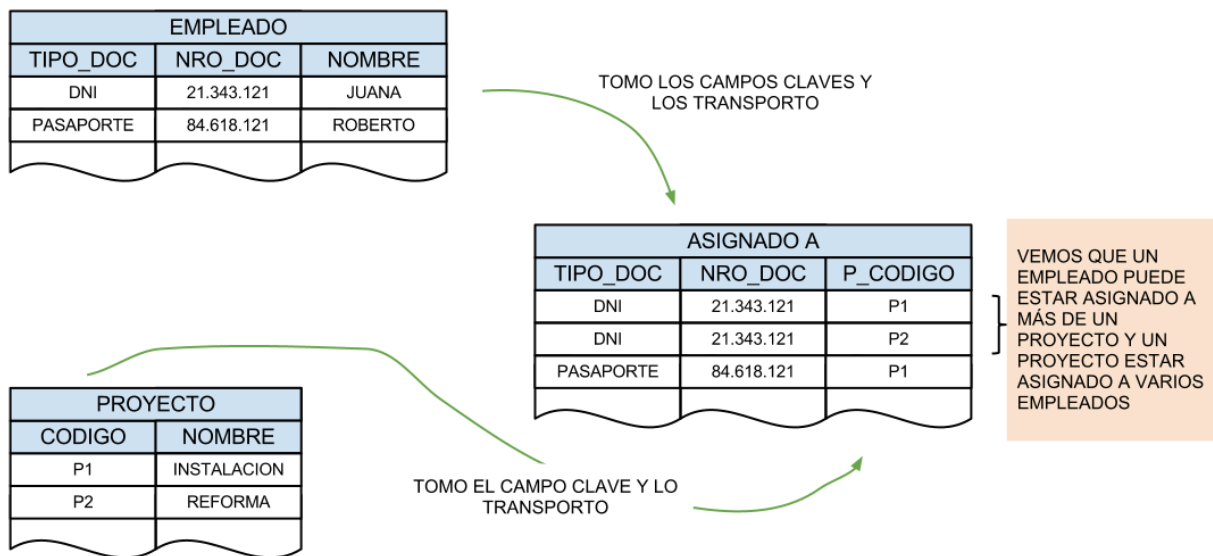 EMPLEADO
TIPO_DOC NRO_DOC NOMBRE
DNI 21.343.121 JUANA
PASAPORTE 84.618.121 ROBERTO
TOMO LOS CAMPOS CLAVES Y
LOS TRANSPORTO
ASIGNADO A
TIPO_DOC NRO_DOC P_CODIGO
DNI 21.343.121 P1
DNI 21.343.121 P2
PASAPORTE 84.618.121 P1
VEMOS QUE UN
EMPLEADO PUEDE
ESTAR ASIGNADO A
MÁS DE UN
PROYECTO Y UN
PROYECTO ESTAR
ASIGNADO A VARIOS
EMPLEADOS
PROYECTO
CODIGO NOMBRE
P1 INSTALACION
P2 REFORMA
TOMO EL CAMPO CLAVE Y LO
TRANSPORTO